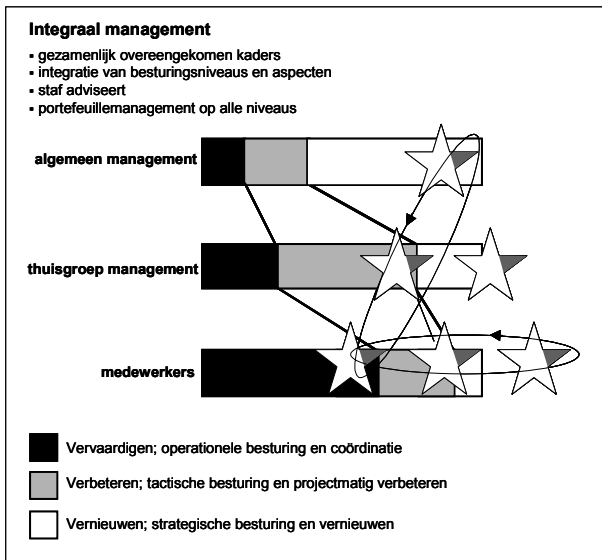 Integraal management
▪ gezamenlijk overeengekomen kaders
▪ integratie van besturingsniveaus en aspecten
▪ staf adviseert
▪ portefeuillemanagement op alle niveaus
algemeen management
thuisgroep management
medewerkers
Vervaardigen; operationele besturing en coördinatie
Verbeteren; tactische besturing en projectmatig verbeteren
Vernieuwen; strategische besturing en vernieuwen